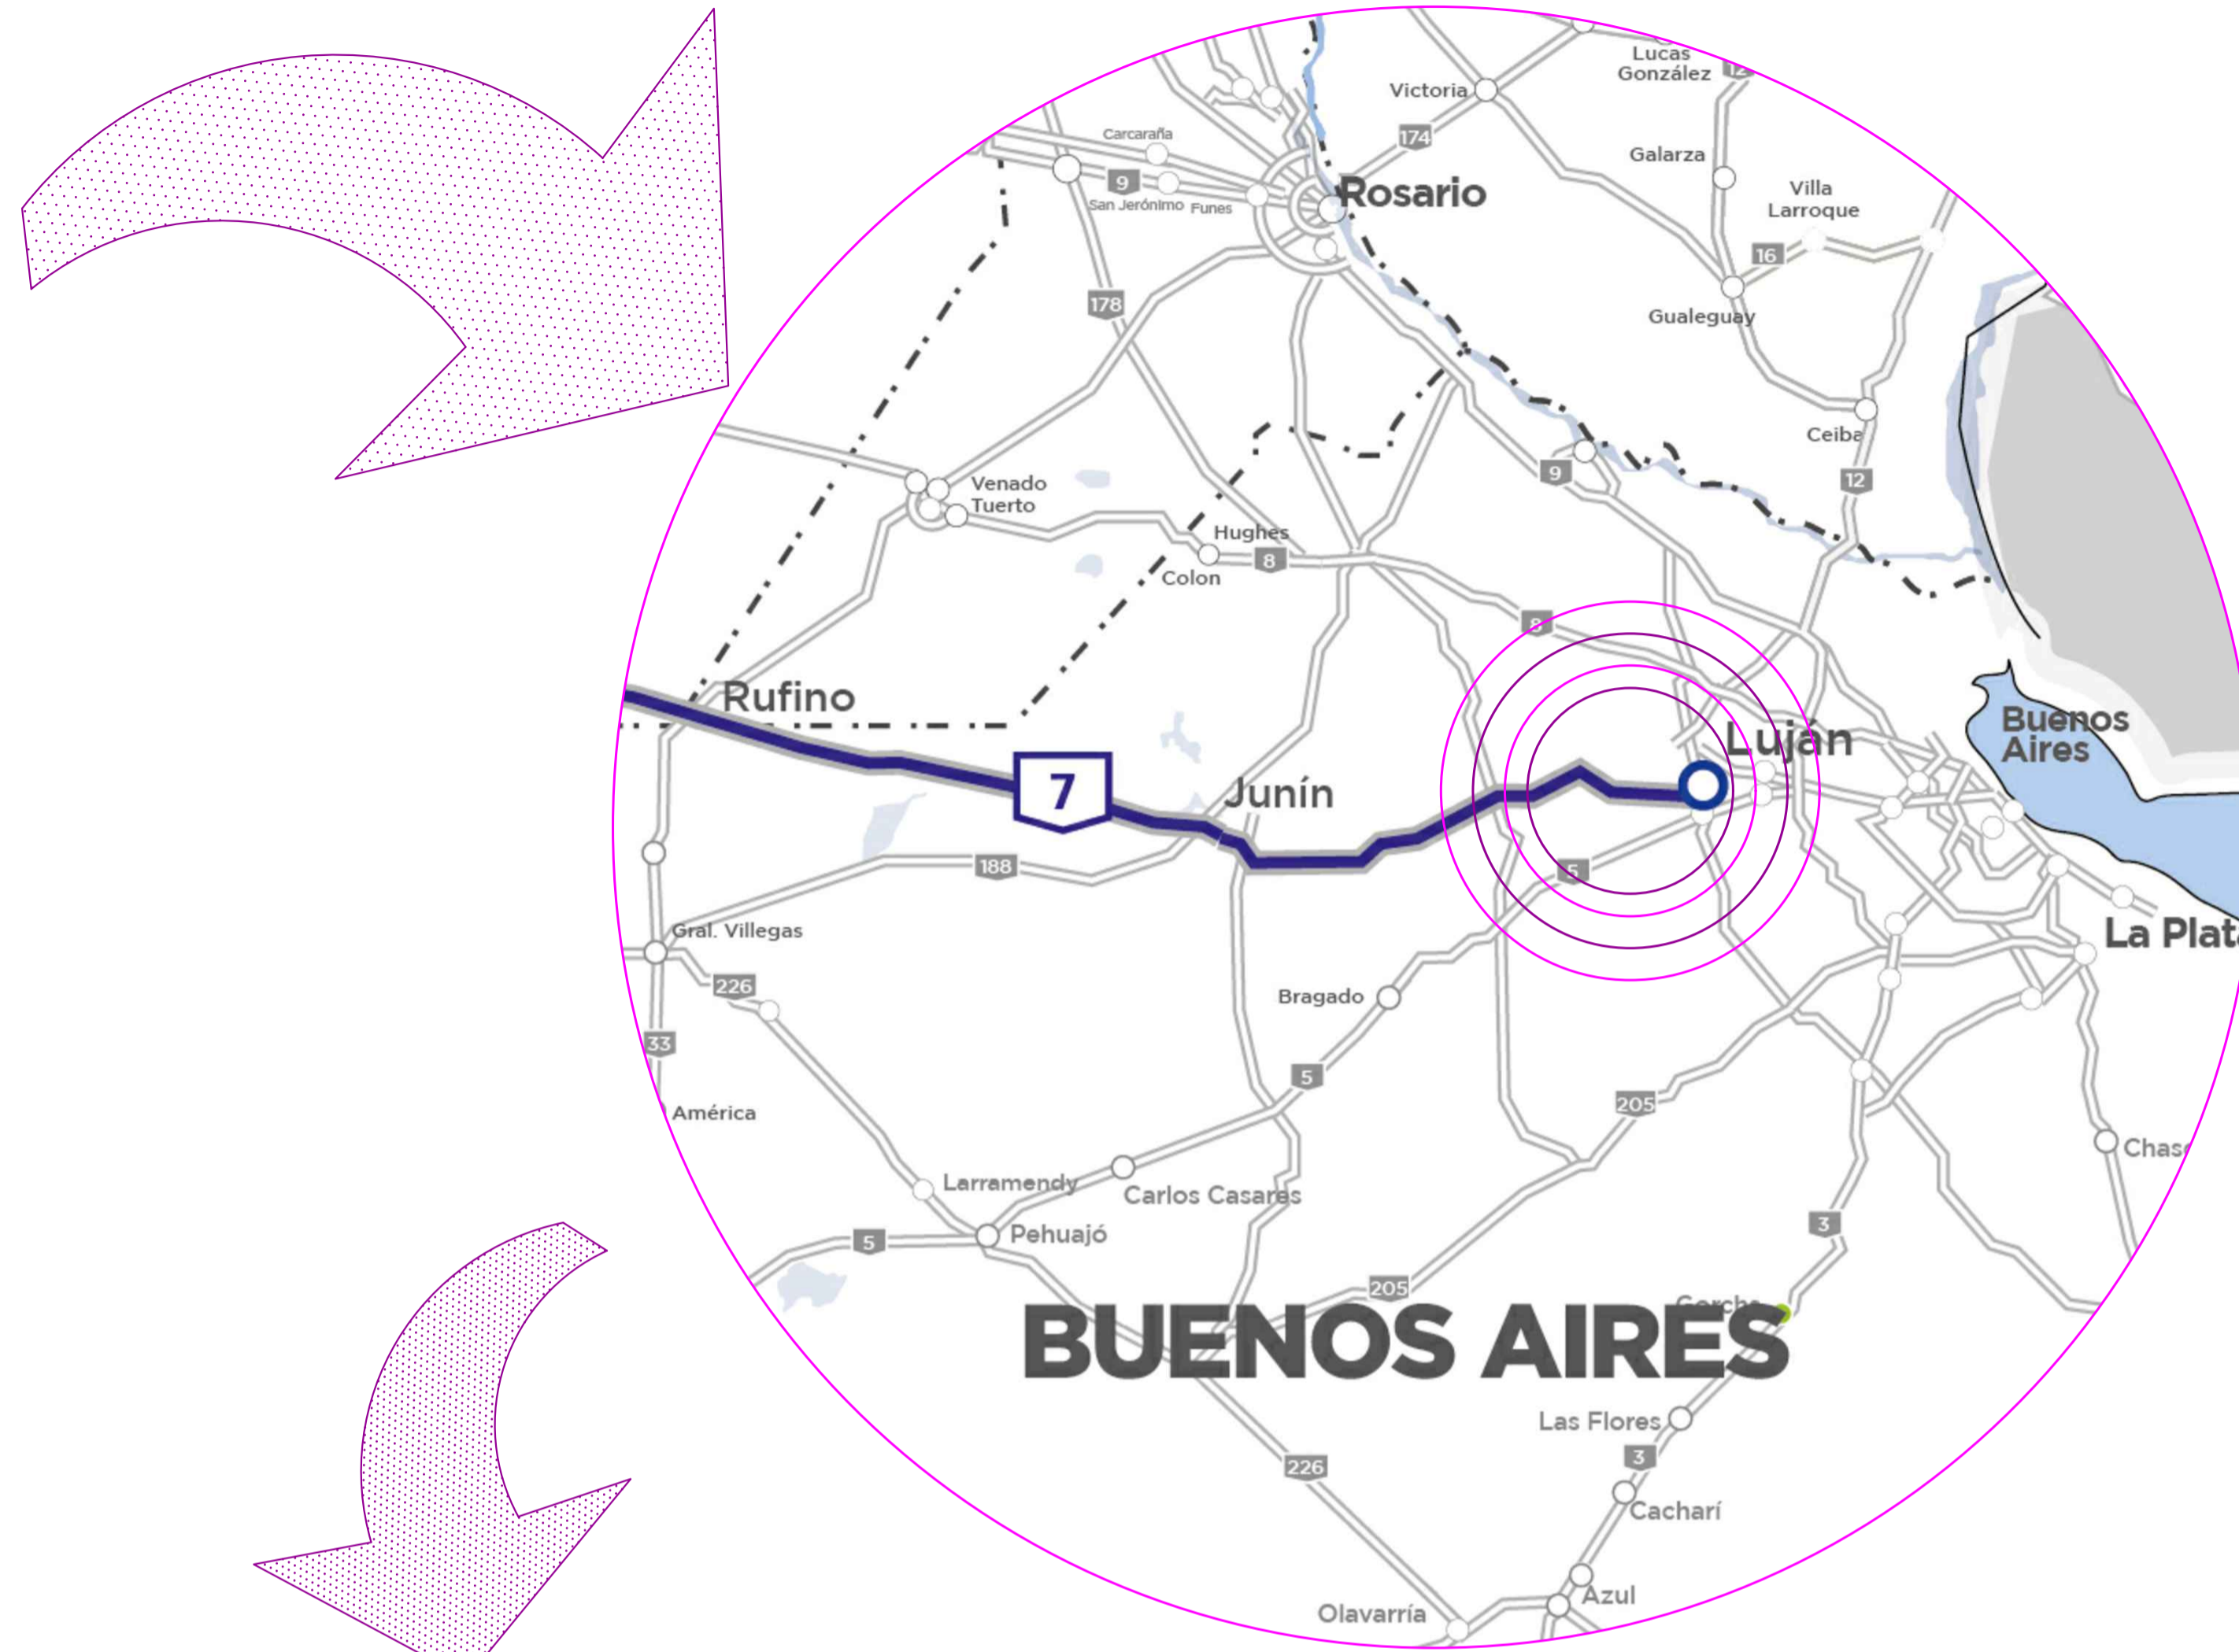 Lucas
González
12
Victoria
174
Carcaraña
Galarza
9
San Jerónimo
Funes
Rosario
Villa
Larroque
16
178
Gualeguay
Ceiba
9
12
Venado
Tuerto
Hughes
8
Colon
8
Rufino
Buenos
Aires
Luján
7
Junín
188
5
Gral. Villegas
La Plat
226
Bragado
33
5
205
América
Chas
Larramendy
Carlos Casares
3
Pehuajó
5
205
BUENOS AIRES
Las Flores
3
226
Cacharí
Azul
Olavarría